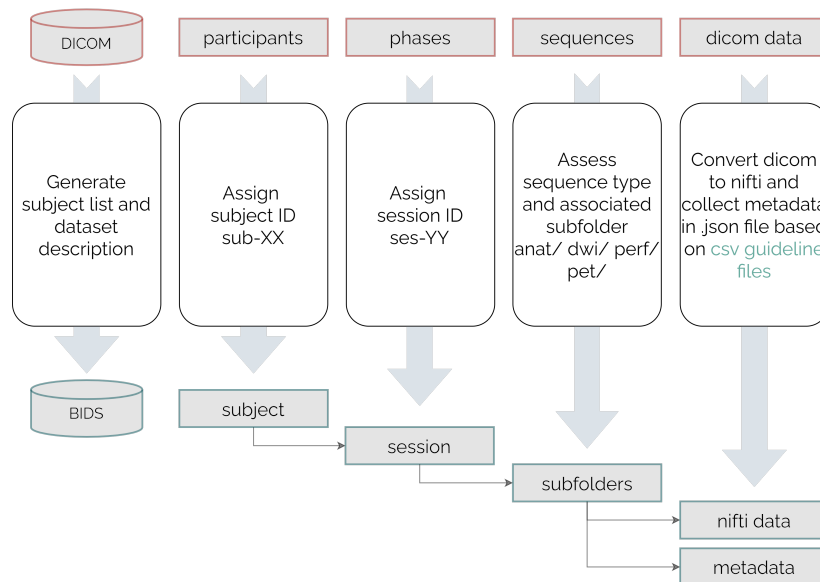 DICOM
participants
phases
sequences
dicom data
Generate
subject list and
dataset
description
Assign
subject ID
sub-XX
Assign
session ID
ses-YY
Assess
sequence type
and associated
subfolder
anat/ dwi/ perf/
pet/
Convert dicom
to nifti and
collect metadata
in .json file based
on csv guideline
files
BIDS
subject
session
subfolders
nifti data
metadata